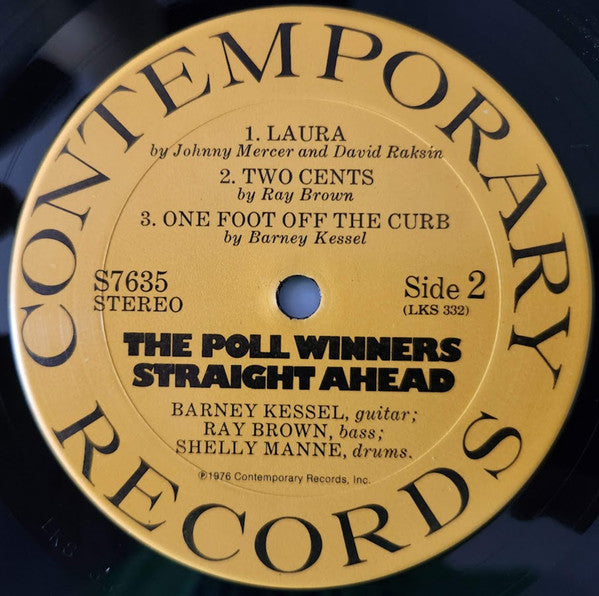 CONTEMPORARY
1. LAURA
by Johnny Mercer and David Raksin
2. TWO CENTS
by Ray Brown
3. ONE FOOT OFF THE CURB
by Barney Kessel
S7635
STEREO
Side 2
(LKS 332)
THE POLL WINNERS
STRAIGHT AHEAD
BARNEY KESSEL, guitar;
RAY BROWN, bass;
SHELLY MANNE, drums.
℗1976 Contemporary Records, Inc.
RECORDS